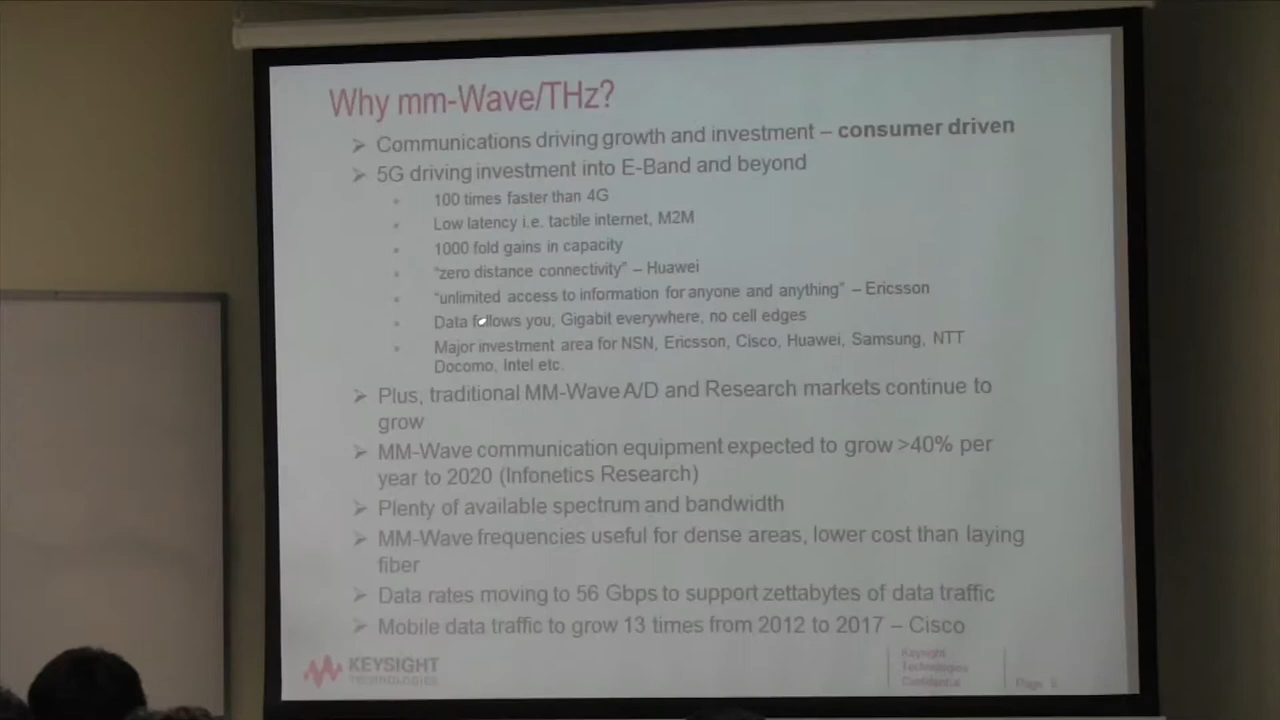 Why mm-Wave/THz?
Communications driving growth and investment – consumer driven
5G driving investment into E-Band and beyond
100 times faster than 4G
Low latency i.e. tactile internet, M2M
1000 fold gains in capacity
"zero distance connectivity" – Huawei
"unlimited access to information for anyone and anything" – Ericsson
Data follows you, Gigabit everywhere, no cell edges
Major investment area for NSN, Ericsson, Cisco, Huawei, Samsung, NTT
Docomo, Intel etc.
Plus, traditional MM-Wave A/D and Research markets continue to
grow
MM-Wave communication equipment expected to grow >40% per
year to 2020 (Infonetics Research)
Plenty of available spectrum and bandwidth
MM-Wave frequencies useful for dense areas, lower cost than laying
fiber
Data rates moving to 56 Gbps to support zettabytes of data traffic
Mobile data traffic to grow 13 times from 2012 to 2017 – Cisco
KEYSIGHT
TECHNOLOGIES
Keysight
Technologies
Confidential
Page